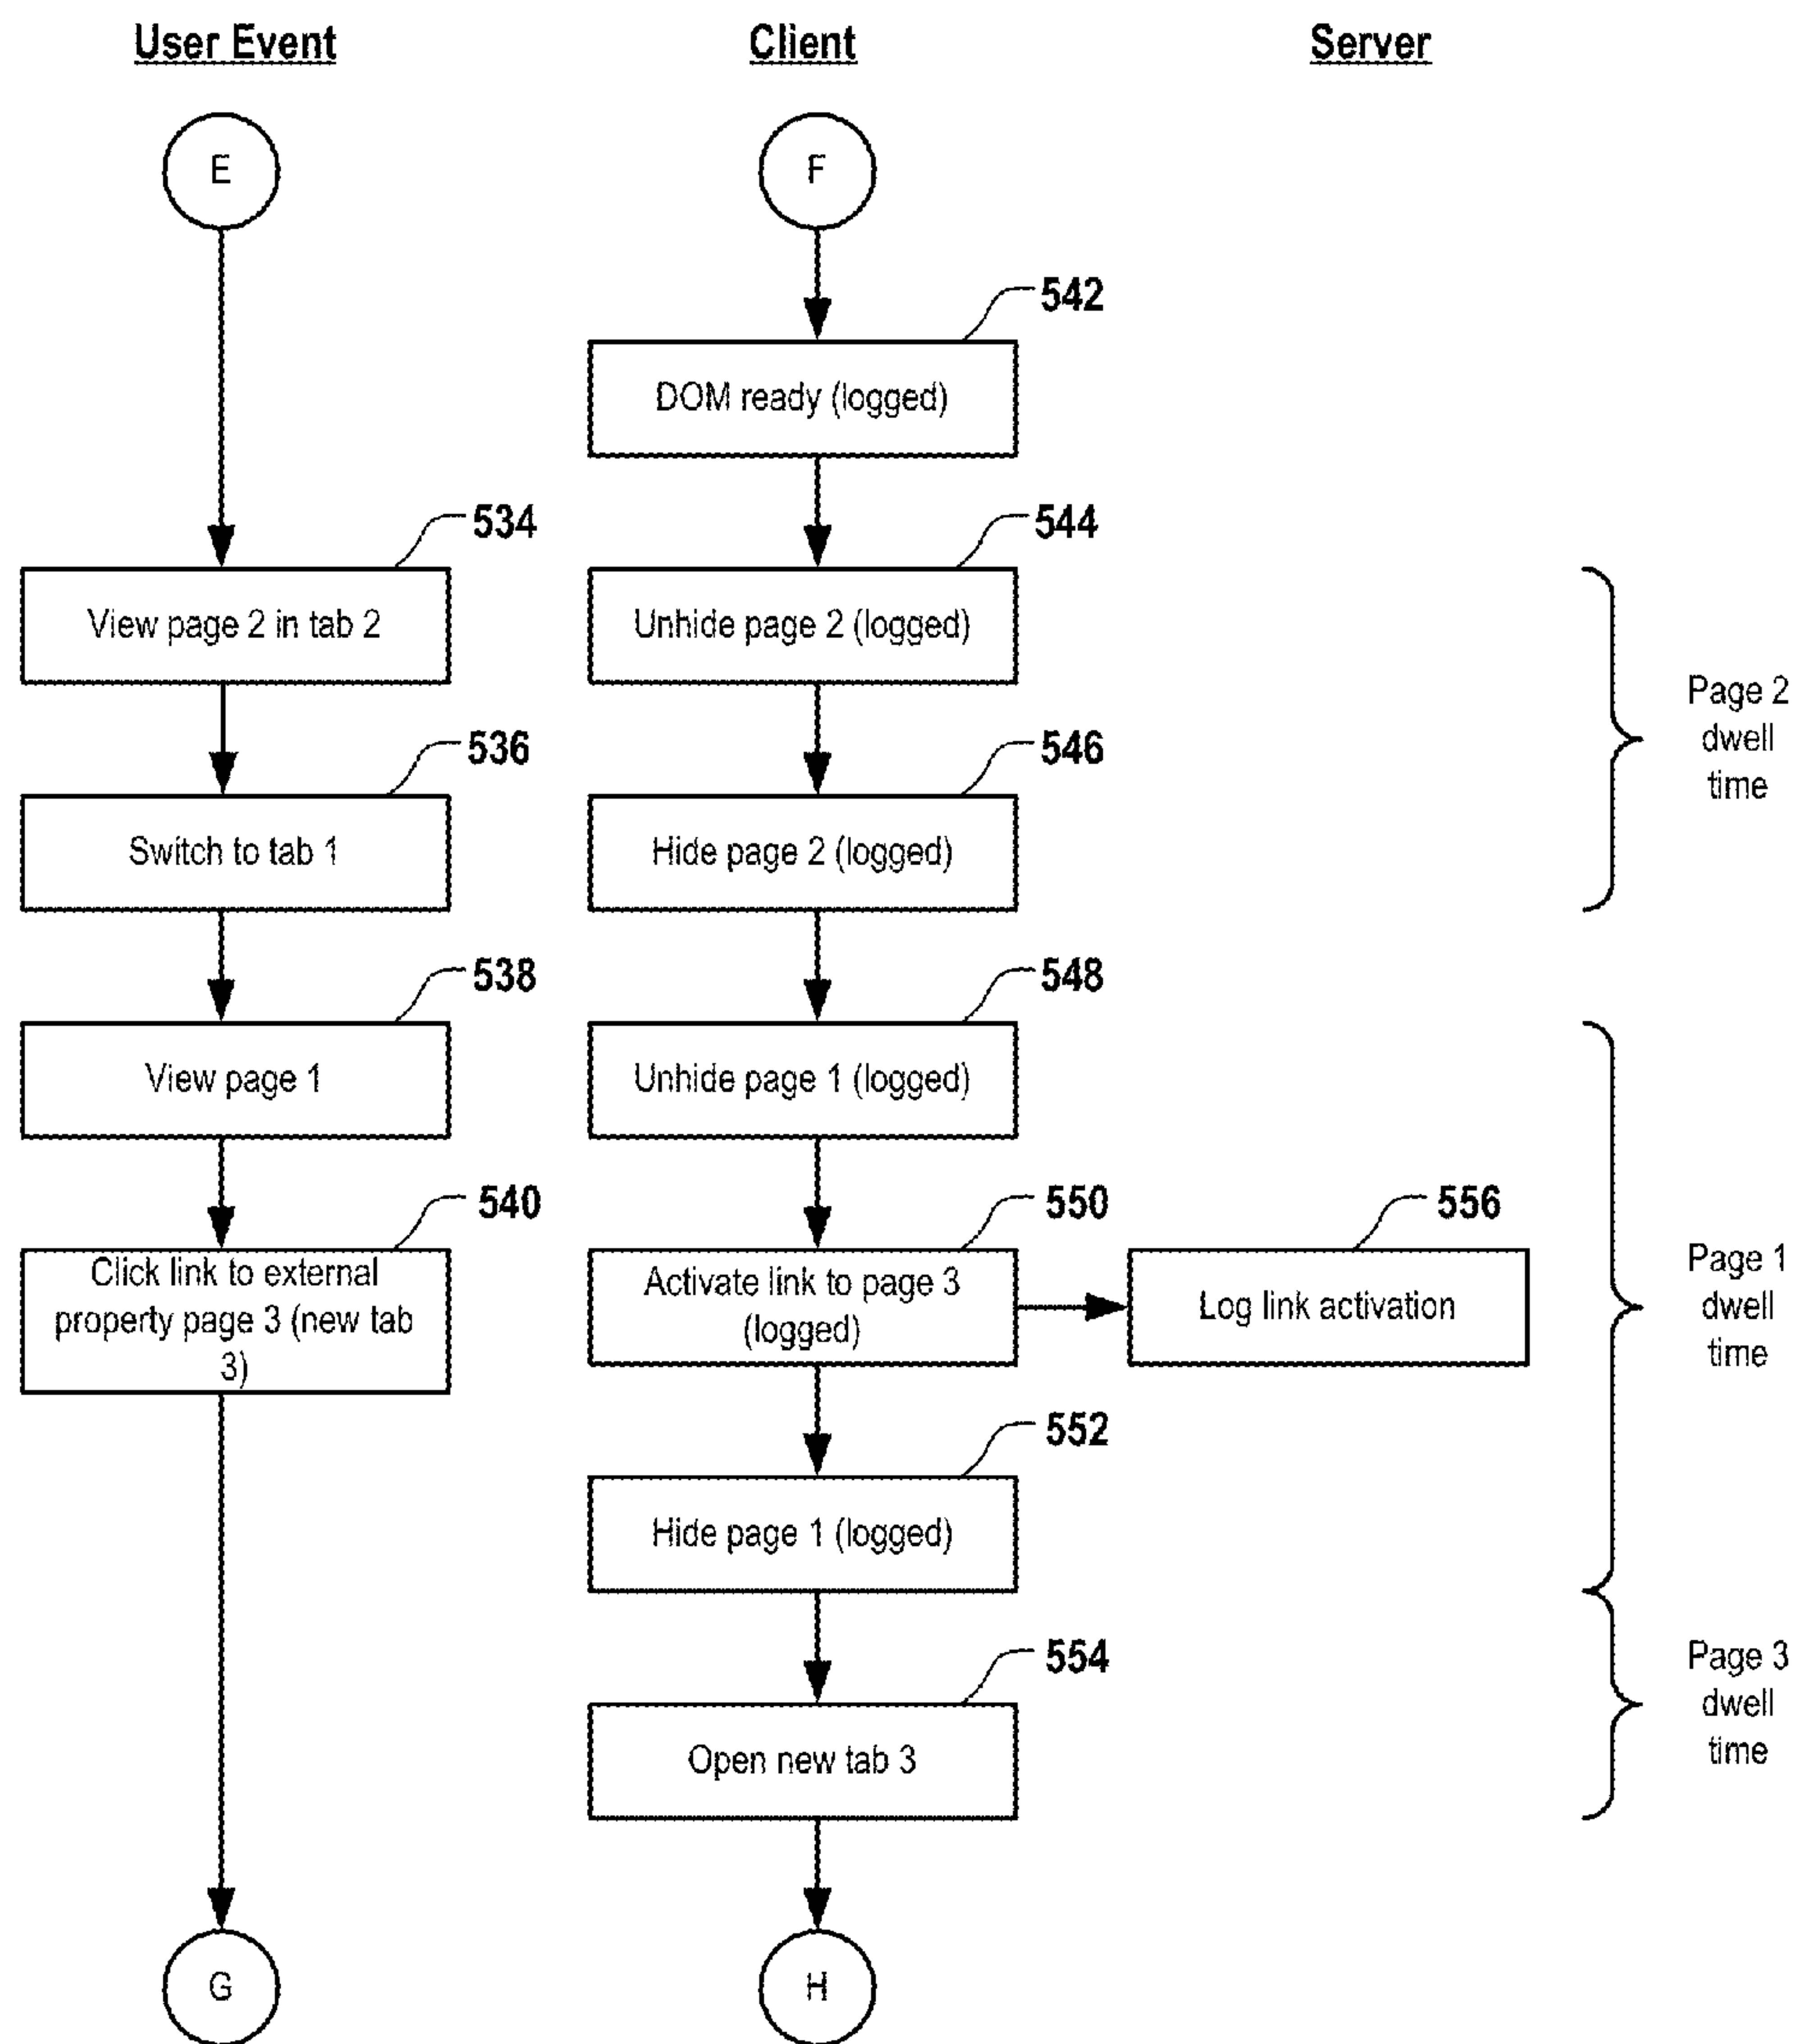 User Event
Client
Server
E
F
542
DOM ready (logged)
534
544
View page 2 in tab 2
Unhide page 2 (logged)
Page 2
dwell
time
536
546
Switch to tab 1
Hide page 2 (logged)
538
548
View page 1
Unhide page 1 (logged)
540
550
556
Click link to external
property page 3 (new tab
3)
Activate link to page 3
(logged)
Log link activation
Page 1
dwell
time
552
Hide page 1 (logged)
554
Open new tab 3
Page 3
dwell
time
G
H